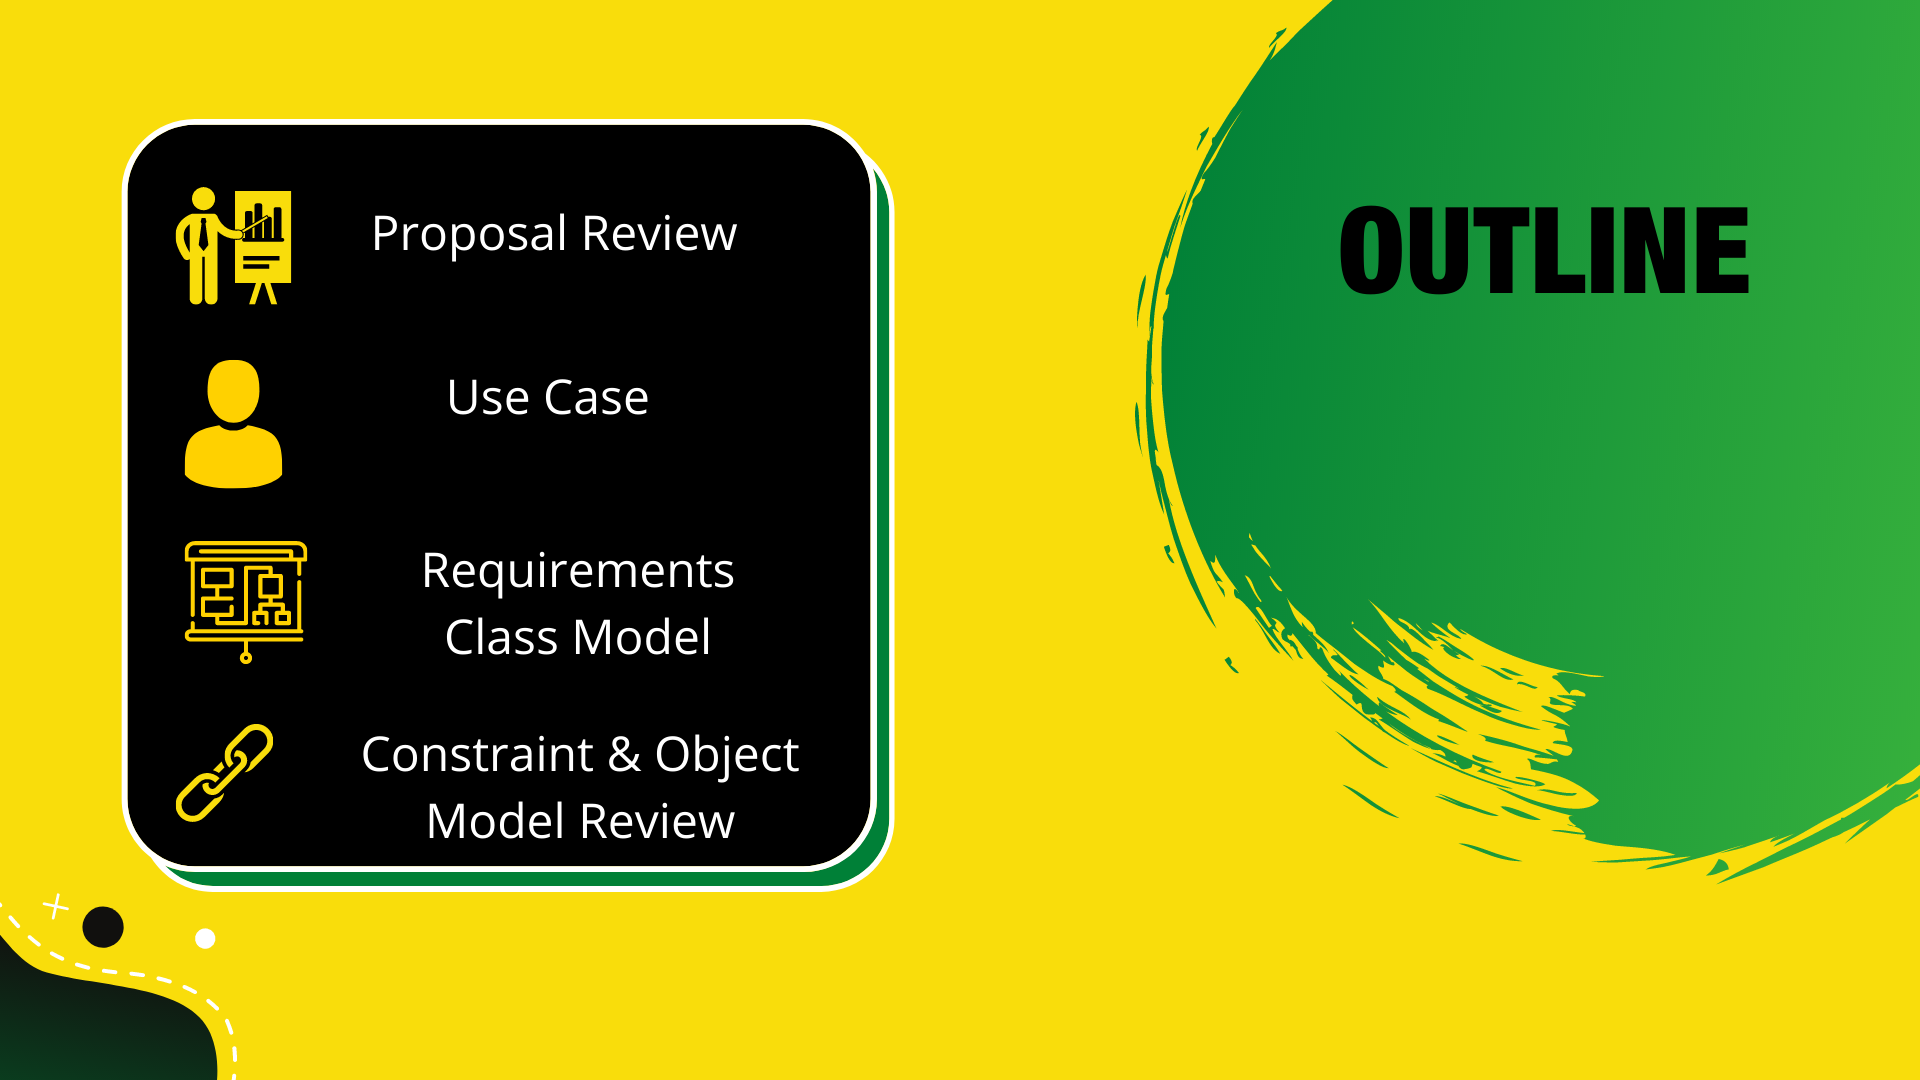 OUTLINE
Proposal Review
Use Case
Requirements
Class Model
Constraint & Object
Model Review